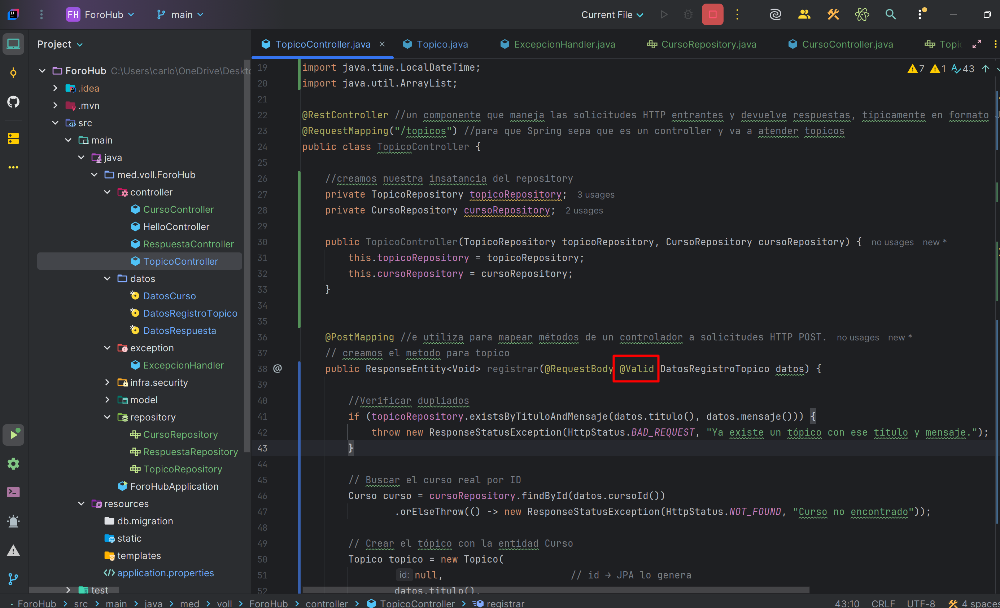 FH ForoHub main Current File
Project
TopicoController.java Topico.java ExcepcionHandler.java CursoRepository.java CursoController.java Topic
ForoHub C:\Users\carlo\OneDrive\Deskto
.idea
.mvn
src
main
java
med.voll.ForoHub
controller
CursoController
HelloController
RespuestaController
TopicoController
datos
DatosCurso
DatosRegistroTopico
DatosRespuesta
exception
ExcepcionHandler
infra.security
model
repository
CursoRepository
RespuestaRepository
TopicoRepository
ForoHubApplication
resources
db.migration
static
templates
application.properties
test
7 1 43
19 import java.time.LocalDateTime;
20 import java.util.ArrayList;
21
22 @RestController //un componente que maneja las solicitudes HTTP entrantes y devuelve respuestas, típicamente en formato
23 @RequestMapping("/topicos") //para que Spring sepa que es un controller y va a atender topicos
24 public class TopicoController {
25
26 //creamos nuestra insatancia del repository
27 private TopicoRepository topicoRepository; 3 usages
28 private CursoRepository cursoRepository; 2 usages
29
30 public TopicoController(TopicoRepository topicoRepository, CursoRepository cursoRepository) { no usages new *
31 this.topicoRepository = topicoRepository;
32 this.cursoRepository = cursoRepository;
33 }
34
35
36 @PostMapping //e utiliza para mapear métodos de un controlador a solicitudes HTTP POST. no usages new *
37 // creamos el metodo para topico
38 @ public ResponseEntity<Void> registrar(@RequestBody @Valid DatosRegistroTopico datos) {
39
40 //Verificar dupliados
41 if (topicoRepository.existsByTituloAndMensaje(datos.titulo(), datos.mensaje())) {
42 throw new ResponseStatusException(HttpStatus.BAD_REQUEST, "Ya existe un tópico con ese título y mensaje.");
43 }
44
45 // Buscar el curso real por ID
46 Curso curso = cursoRepository.findById(datos.cursoId())
47 .orElseThrow(() -> new ResponseStatusException(HttpStatus.NOT_FOUND, "Curso no encontrado"));
48
49 // Crear el tópico con la entidad Curso
50 Topico topico = new Topico(
51 id: null, // id → JPA lo genera
52 datos.titulo(),
ForoHub > src > main > java > med > voll > ForoHub > controller > TopicoController > registrar 43:10 CRLF UTF-8 4 spaces